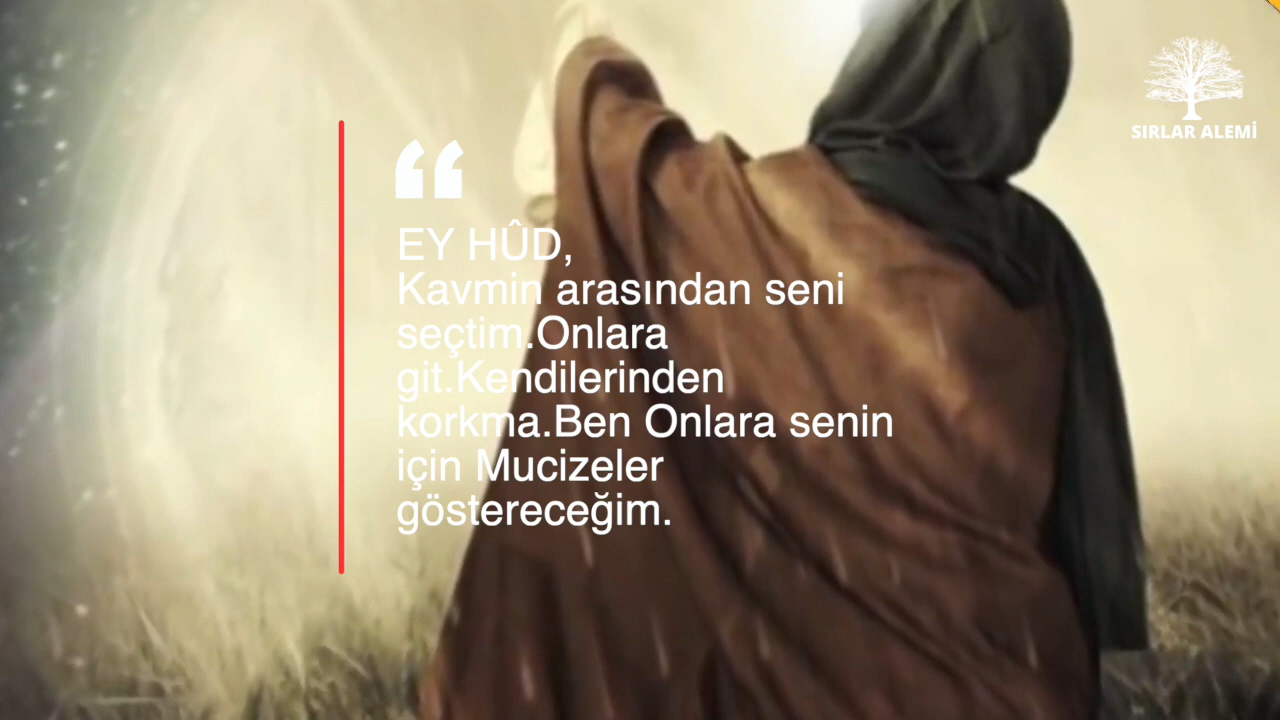 SIRLAR ALEMİ
“
EY HÛD,
Kavmin arasından seni
seçtim.Onlara
git.Kendilerinden
korkma.Ben Onlara senin
için Mucizeler
göstereceğim.